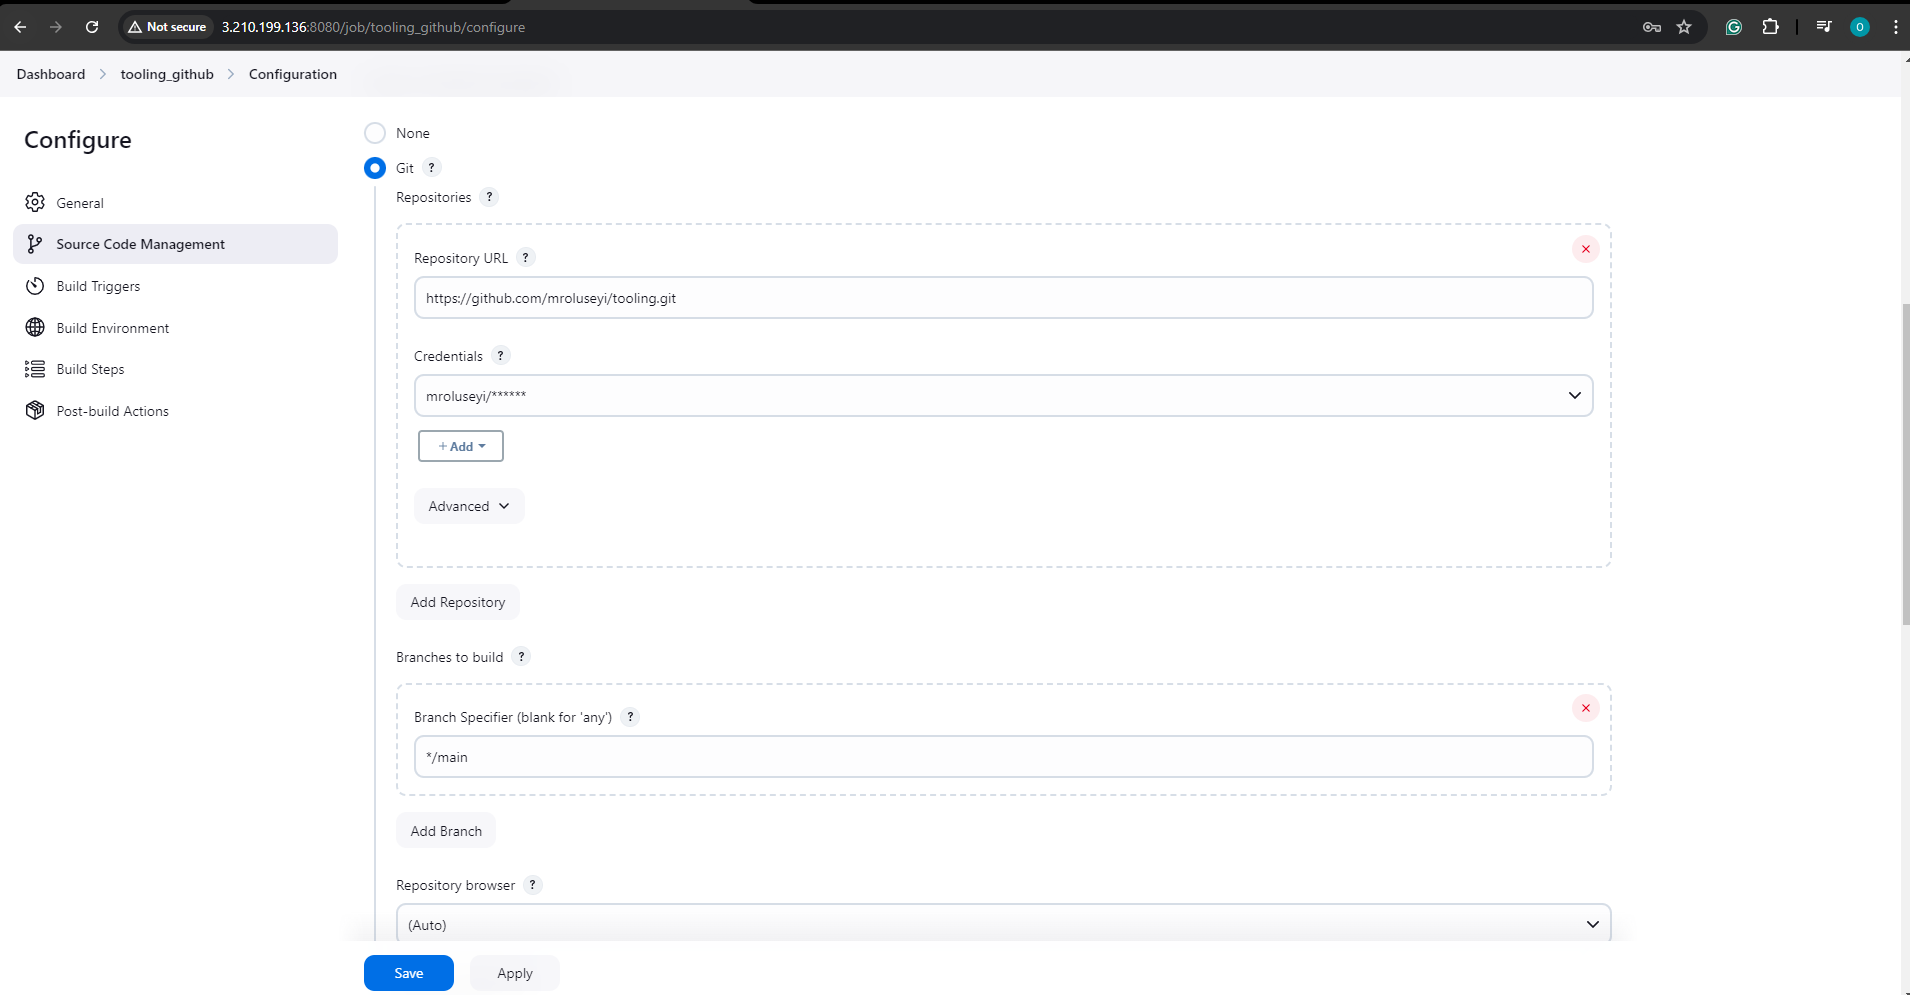 Not secure 3.210.199.136:8080/job/tooling_github/configure
Dashboard > tooling_github > Configuration
Configure
General
Source Code Management
Build Triggers
Build Environment
Build Steps
Post-build Actions
None
Git ?
Repositories ?
Repository URL ?
https://github.com/mroluseyi/tooling.git
Credentials ?
mroluseyi/******
+ Add
Advanced
Add Repository
Branches to build ?
Branch Specifier (blank for 'any') ?
*/main
Add Branch
Repository browser ?
(Auto)
Save Apply